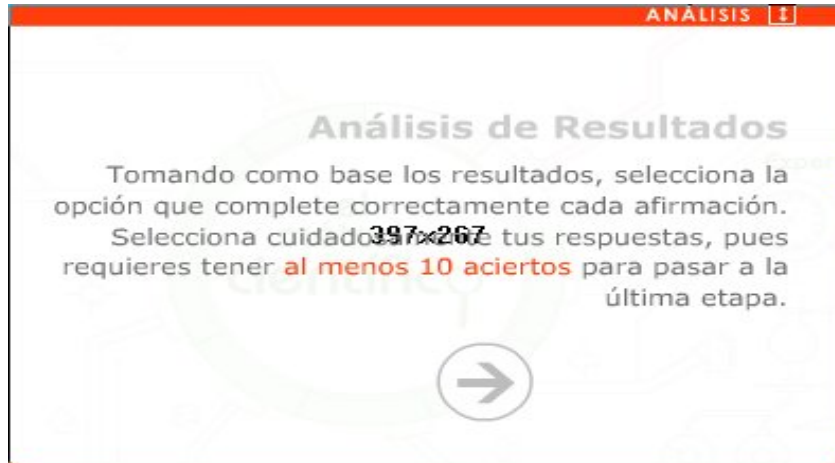 ANÁLISIS
Análisis de Resultados
Tomando como base los resultados, selecciona la
opción que complete correctamente cada afirmación.
Selecciona cuidadosamente tus respuestas, pues
397x267
requieres tener al menos 10 aciertos para pasar a la
última etapa.